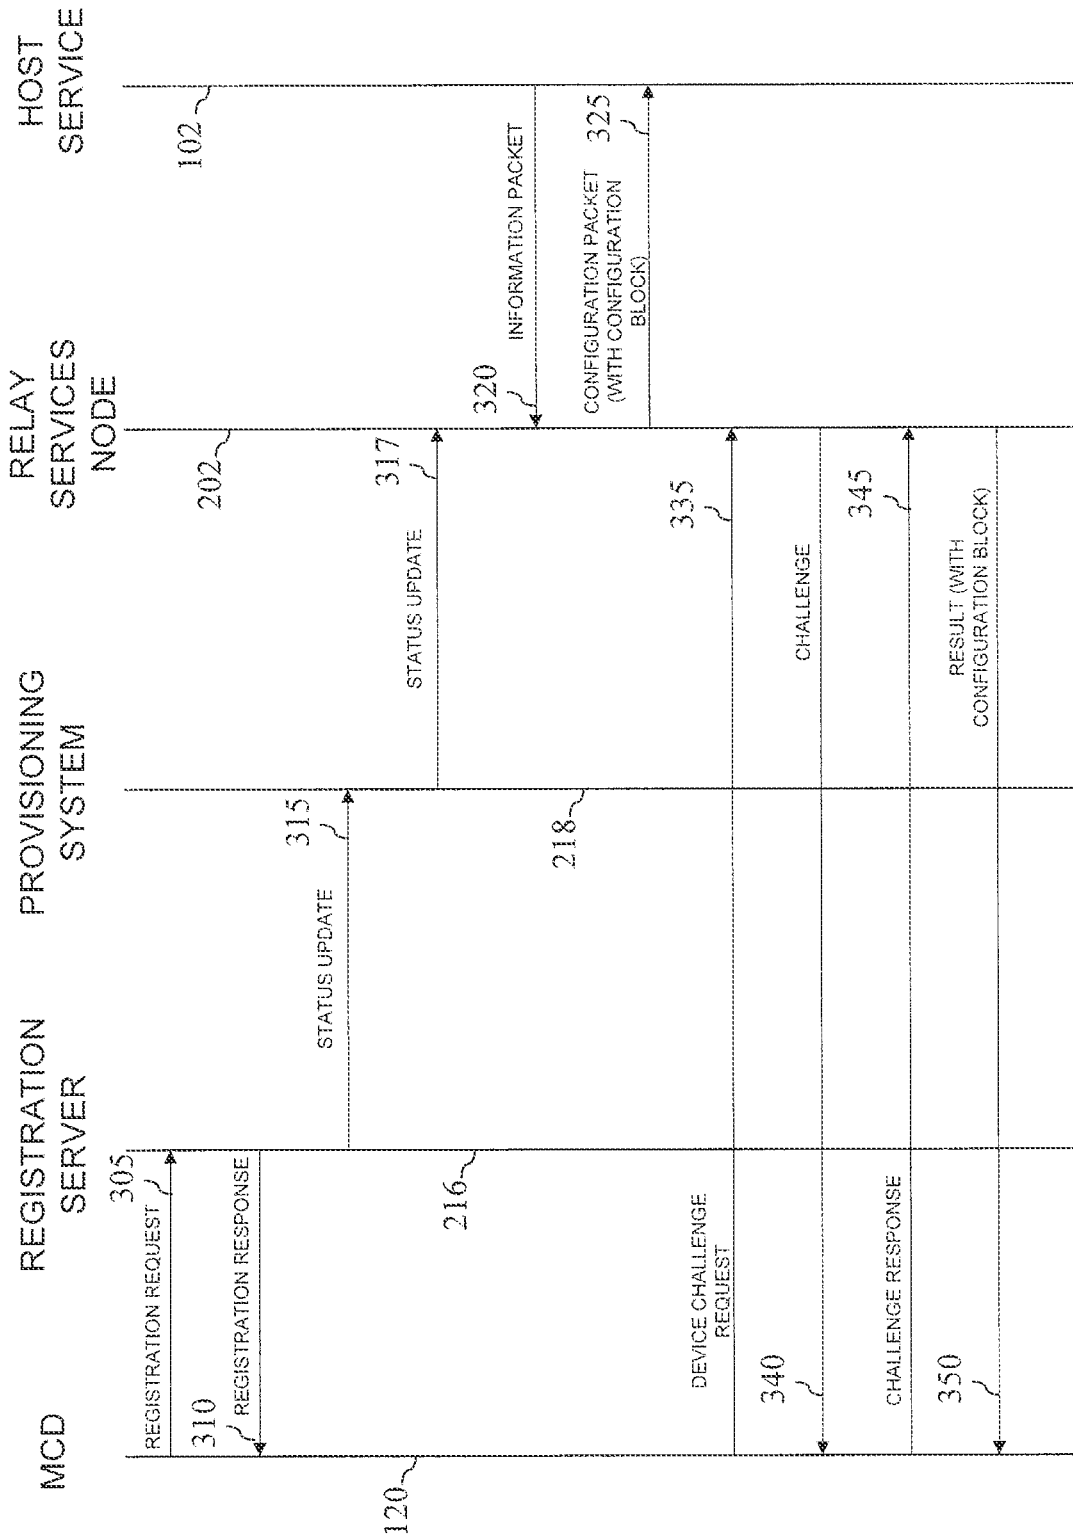 MCD
REGISTRATION
SERVER
PROVISIONING
SYSTEM
RELAY
SERVICES
NODE
HOST
SERVICE
REGISTRATION REQUEST
305
310
REGISTRATION RESPONSE
STATUS UPDATE
315
STATUS UPDATE
317
202
102
120
216
218
320
INFORMATION PACKET
CONFIGURATION PACKET
(WITH CONFIGURATION
BLOCK)
325
DEVICE CHALLENGE
REQUEST
335
340
CHALLENGE
CHALLENGE RESPONSE
345
350
RESULT (WITH
CONFIGURATION BLOCK)